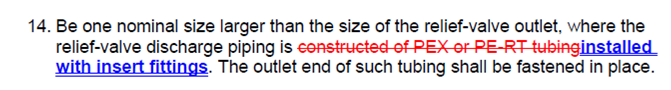 14. Be one nominal size larger than the size of the relief-valve outlet, where the
relief-valve discharge piping is constructed of PEX or PE-RT tubinginstalled
with insert fittings. The outlet end of such tubing shall be fastened in place.